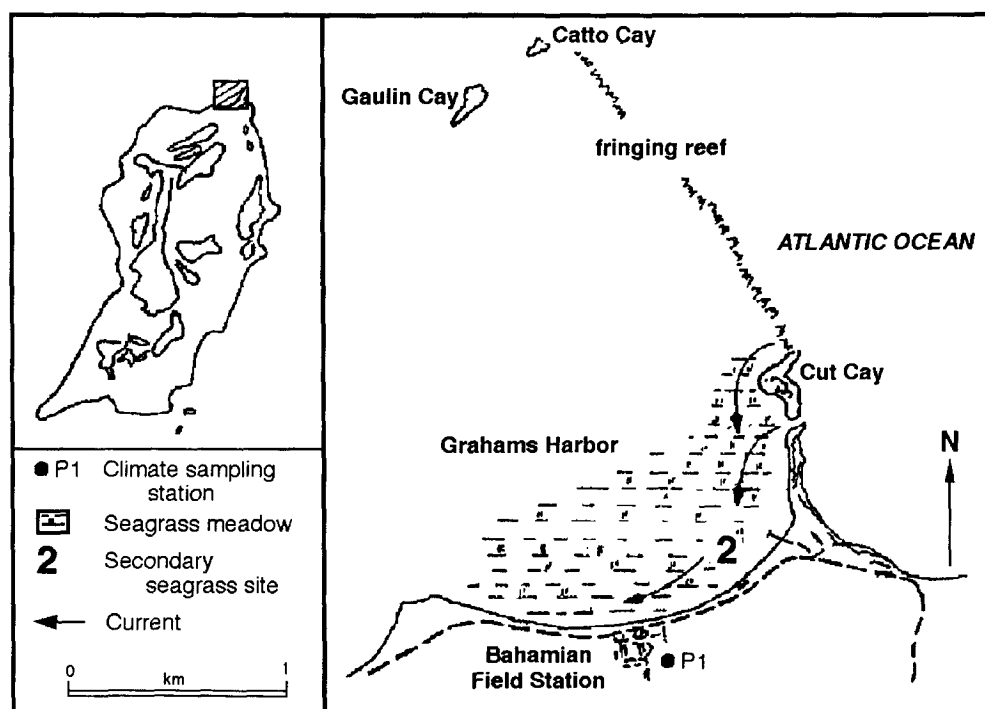 Catto Cay
Gaulin Cay
fringing reef
ATLANTIC OCEAN
Cut Cay
Grahams Harbor
N
2
Bahamian
Field Station
P1
P1 Climate sampling
station
Seagrass meadow
2 Secondary
seagrass site
Current
0 1
km